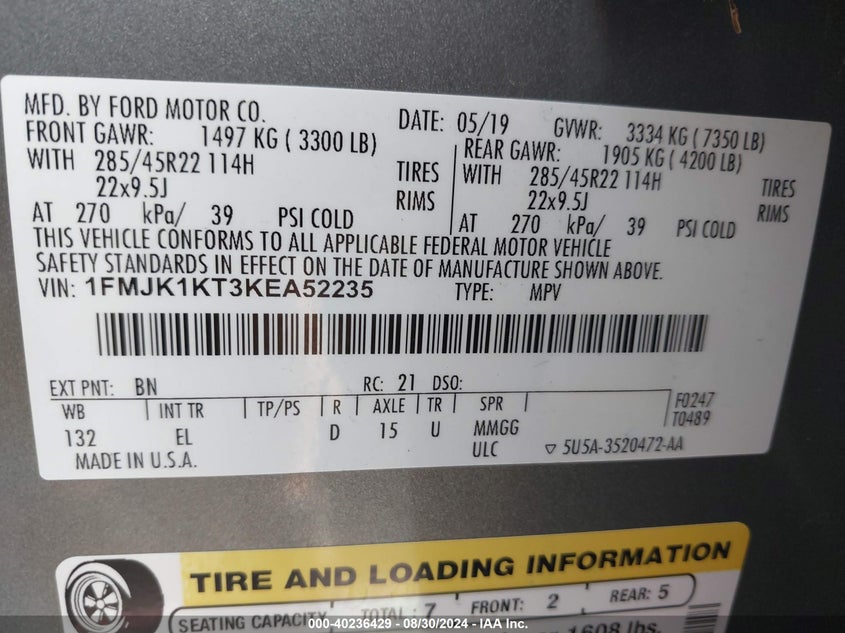 MFD. BY FORD MOTOR CO. DATE: 05/19 GVWR: 3334 KG ( 7350 LB)
FRONT GAWR: 1497 KG ( 3300 LB) REAR GAWR: 1905 KG ( 4200 LB)
WITH 285/45R22 114H TIRES WITH 285/45R22 114H TIRES
22x9.5J RIMS 22x9.5J RIMS
AT 270 kPa/ 39 PSI COLD AT 270 kPa/ 39 PSI COLD
THIS VEHICLE CONFORMS TO ALL APPLICABLE FEDERAL MOTOR VEHICLE
SAFETY STANDARDS IN EFFECT ON THE DATE OF MANUFACTURE SHOWN ABOVE.
VIN: 1FMJK1KT3KEA52235 TYPE: MPV
EXT PNT: BN RC: 21 DSO:
WB INT TR TP/PS R AXLE TR SPR F0247
132 EL D 15 U MMGG T0489
MADE IN U.S.A. ULC ▽ 5U5A-3520472-AA
TIRE AND LOADING INFORMATION
SEATING CAPACITY TOTAL: 7 FRONT: 2 REAR: 5
1608 lbs.
000-40236429 - 08/30/2024 - IAA Inc.